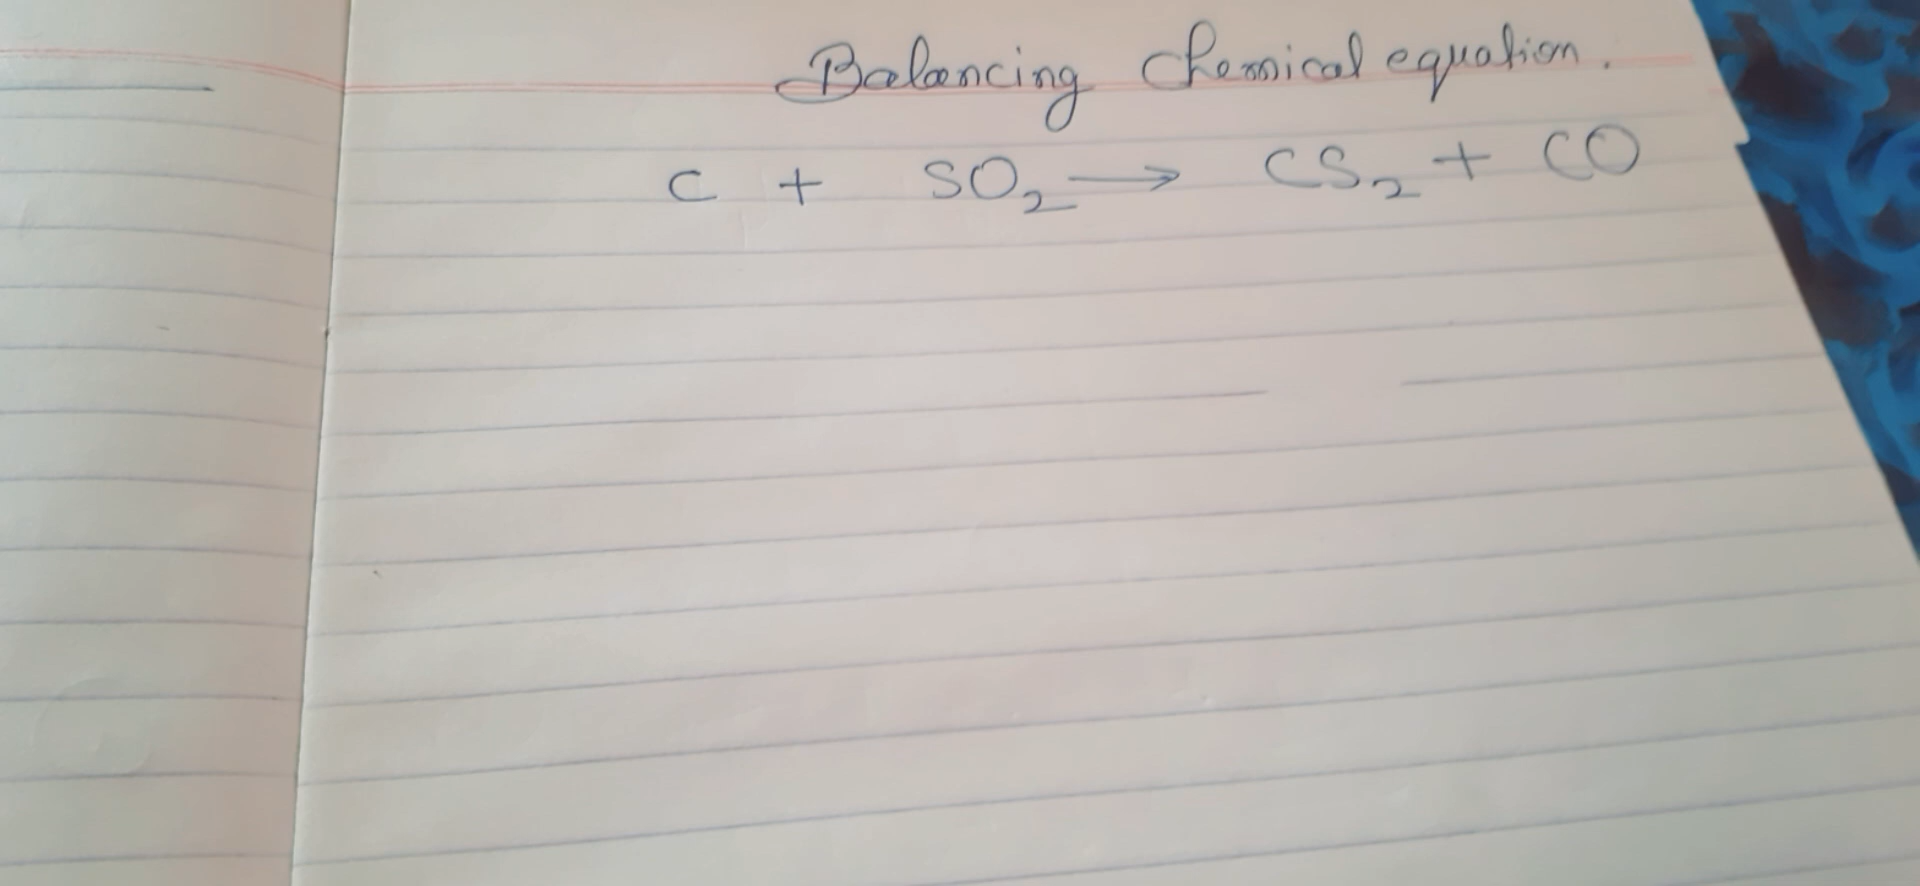 Balancing Chemical equation.
C + SO₂ → CS₂ + CO